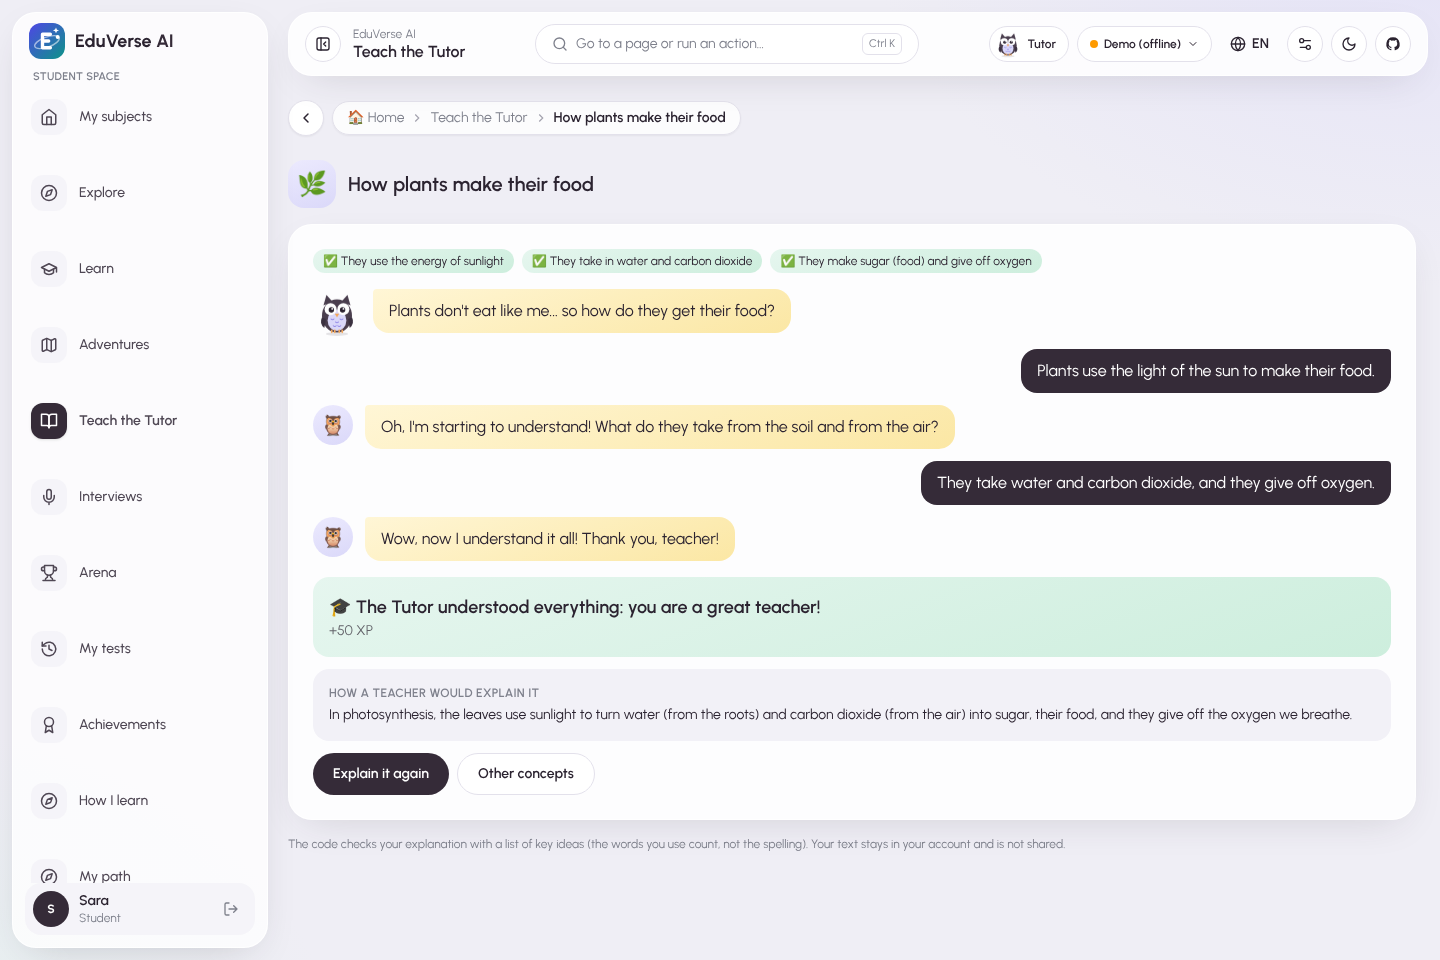 EduVerse AI
STUDENT SPACE
My subjects
Explore
Learn
Adventures
Teach the Tutor
Interviews
Arena
My tests
Achievements
How I learn
My path
S
Sara
Student
EduVerse AI
Teach the Tutor
Go to a page or run an action...
Ctrl K
Tutor
Demo (offline)
EN
Home > Teach the Tutor > How plants make their food
How plants make their food
They use the energy of sunlight
They take in water and carbon dioxide
They make sugar (food) and give off oxygen
Plants don't eat like me... so how do they get their food?
Plants use the light of the sun to make their food.
Oh, I'm starting to understand! What do they take from the soil and from the air?
They take water and carbon dioxide, and they give off oxygen.
Wow, now I understand it all! Thank you, teacher!
The Tutor understood everything: you are a great teacher!
+50 XP
HOW A TEACHER WOULD EXPLAIN IT
In photosynthesis, the leaves use sunlight to turn water (from the roots) and carbon dioxide (from the air) into sugar, their food, and they give off the oxygen we breathe.
Explain it again
Other concepts
The code checks your explanation with a list of key ideas (the words you use count, not the spelling). Your text stays in your account and is not shared.